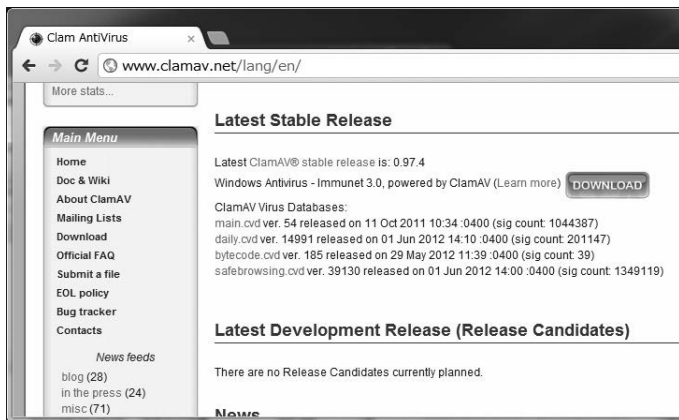 Clam AntiVirus
www.clamav.net/lang/en/
More stats...
Main Menu
Home
Doc & Wiki
About ClamAV
Mailing Lists
Download
Official FAQ
Submit a file
EOL policy
Bug tracker
Contacts
News feeds
blog (28)
in the press (24)
misc (71)
Latest Stable Release
Latest ClamAV® stable release is: 0.97.4
Windows Antivirus - Immunet 3.0, powered by ClamAV (Learn more) DOWNLOAD
ClamAV Virus Databases:
main.cvd ver. 54 released on 11 Oct 2011 10:34 :0400 (sig count: 1044387)
daily.cvd ver. 14991 released on 01 Jun 2012 14:10 :0400 (sig count: 201147)
bytecode.cvd ver. 185 released on 29 May 2012 11:39 :0400 (sig count: 39)
safebrowsing.cvd ver. 39130 released on 01 Jun 2012 14:00 :0400 (sig count: 1349119)
Latest Development Release (Release Candidates)
There are no Release Candidates currently planned.
News